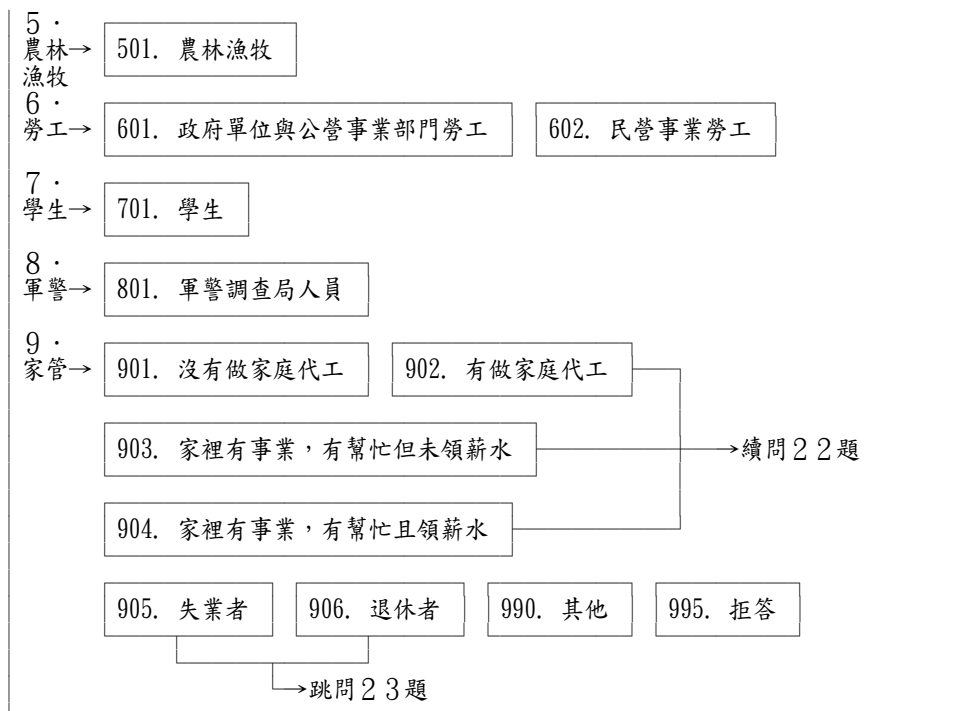 ５．
農林→ 501. 農林漁牧
漁牧
６．
勞工→ 601. 政府單位與公營事業部門勞工 602. 民營事業勞工
７．
學生→ 701. 學生
８．
軍警→ 801. 軍警調查局人員
９．
家管→ 901. 沒有做家庭代工 902. 有做家庭代工
903. 家裡有事業，有幫忙但未領薪水 →續問２２題
904. 家裡有事業，有幫忙且領薪水
905. 失業者 906. 退休者 990. 其他 995. 拒答
→跳問２３題